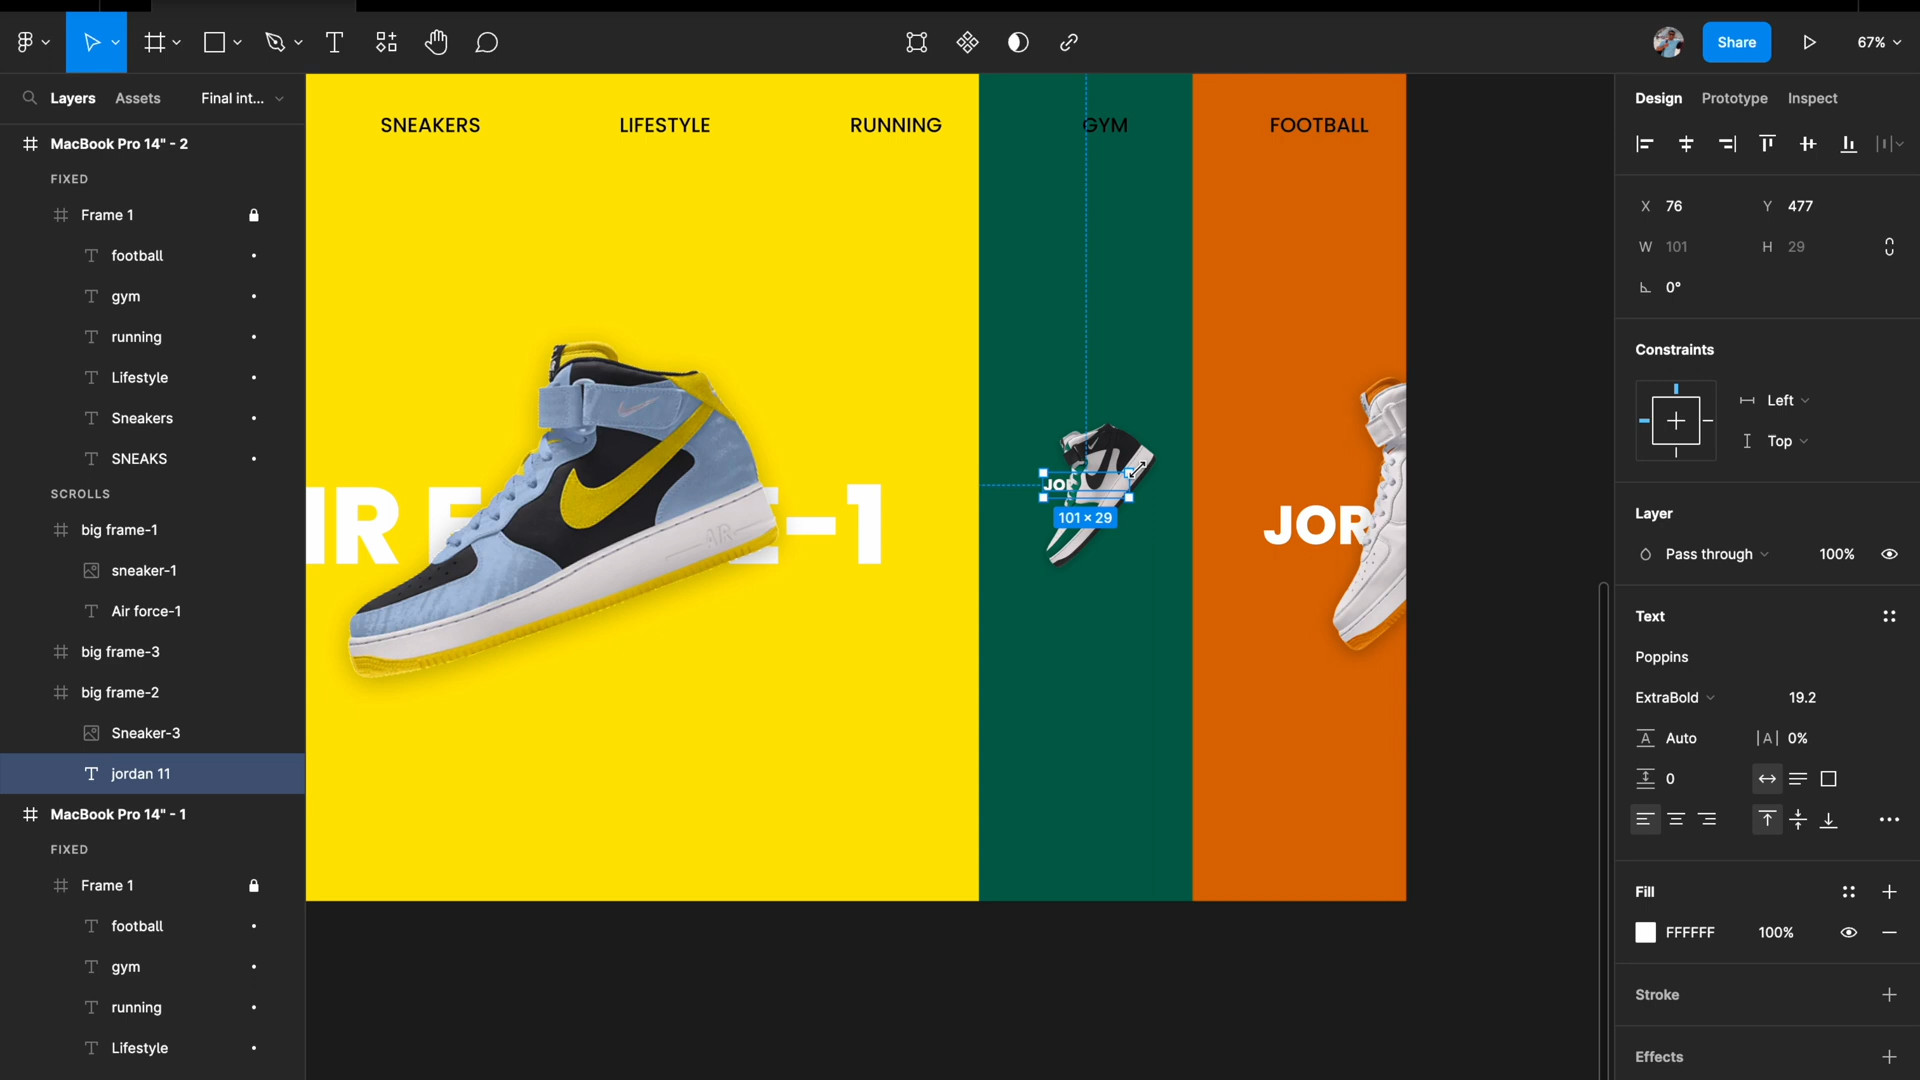 Share
67%
Layers
Assets
Final int...
Design
Prototype
Inspect
SNEAKERS
LIFESTYLE
RUNNING
GYM
FOOTBALL
MacBook Pro 14" - 2
FIXED
Frame 1
football
gym
running
Lifestyle
Sneakers
SNEAKS
SCROLLS
big frame-1
sneaker-1
Air force-1
big frame-3
big frame-2
Sneaker-3
jordan 11
MacBook Pro 14" - 1
FIXED
Frame 1
football
gym
running
Lifestyle
IR F E-1
AIR
JOR
101 × 29
JOR
X 76
Y 477
W 101
H 29
0°
Constraints
Left
Top
Layer
Pass through
100%
Text
Poppins
ExtraBold
19.2
A Auto
|A| 0%
0
Fill
FFFFFF
100%
Stroke
Effects